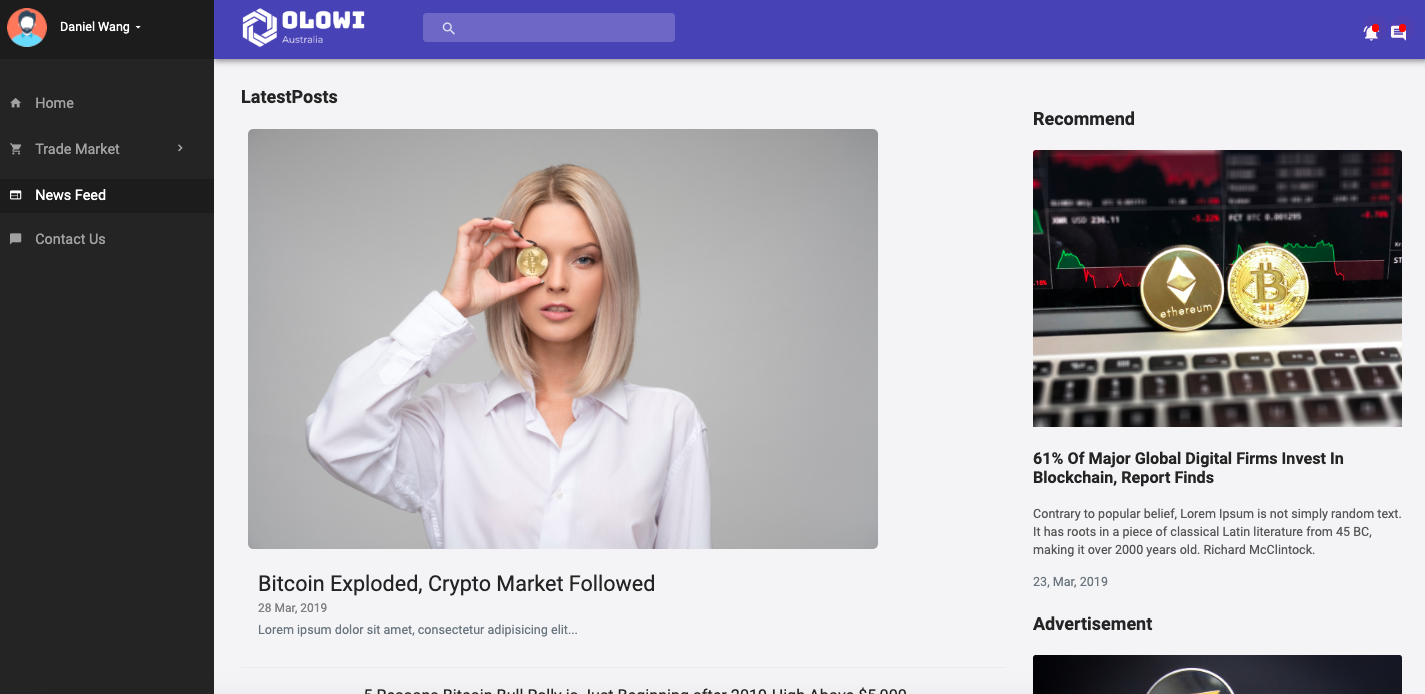 Daniel Wang
OLOWI
Australia
Home
Trade Market
News Feed
Contact Us
LatestPosts
Bitcoin Exploded, Crypto Market Followed
28 Mar, 2019
Lorem ipsum dolor sit amet, consectetur adipisicing elit...
5 Reasons Bitcoin Bull Rally is Just Beginning after 2019 High Above $5,000
Recommend
XMR USD 236.11 -5.22% FCT BTC 0.001295 -0.70%
ethereum
61% Of Major Global Digital Firms Invest In
Blockchain, Report Finds
Contrary to popular belief, Lorem Ipsum is not simply random text.
It has roots in a piece of classical Latin literature from 45 BC,
making it over 2000 years old. Richard McClintock.
23, Mar, 2019
Advertisement